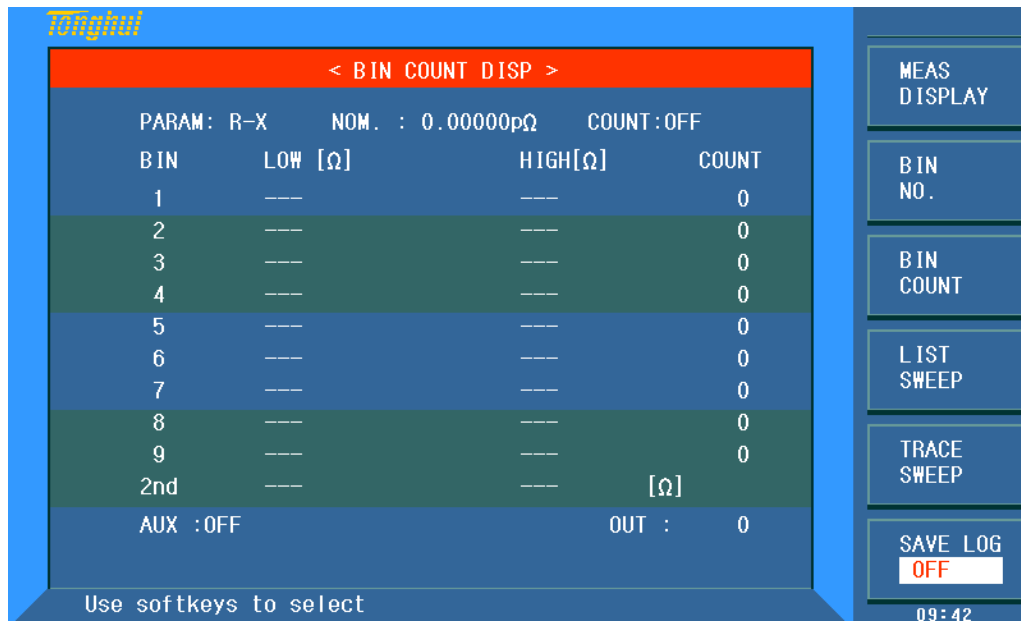 Tonghui
< BIN COUNT DISP >
PARAM: R-X NOM. : 0.00000pΩ COUNT:OFF
BIN LOW [Ω] HIGH[Ω] COUNT
1 --- --- 0
2 --- --- 0
3 --- --- 0
4 --- --- 0
5 --- --- 0
6 --- --- 0
7 --- --- 0
8 --- --- 0
9 --- --- 0
2nd --- --- [Ω]
AUX :OFF OUT : 0
Use softkeys to select
MEAS
DISPLAY
BIN
NO.
BIN
COUNT
LIST
SWEEP
TRACE
SWEEP
SAVE LOG
OFF
09:42